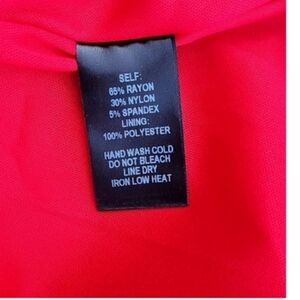 SELF:
65% RAYON
30% NYLON
5% SPANDEX
LINING:
100% POLYESTER
HAND WASH COLD
DO NOT BLEACH
LINE DRY
IRON LOW HEAT